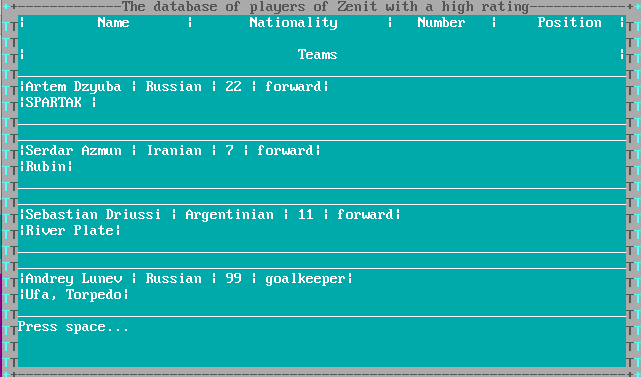 The database of players of Zenit with a high rating
| Name | Nationality | Number | Position |
| Teams |
|Artem Dzyuba | Russian | 22 | forward|
|SPARTAK |
|Serdar Azmun | Iranian | 7 | forward|
|Rubin|
|Sebastian Driussi | Argentinian | 11 | forward|
|River Plate|
|Andrey Lunev | Russian | 99 | goalkeeper|
|Ufa, Torpedo|
Press space...